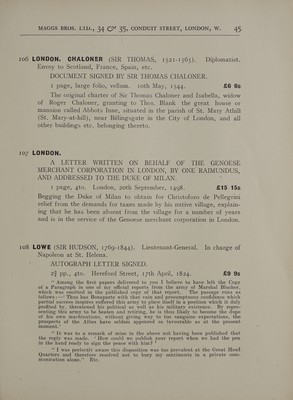 MAGGS BROS. LTD., 34 & 35, CONDUIT STREET, LONDON, W. 45
106 LONDON. CHALONER (SIR THOMAS, 1521-1565). Diplomatist.
Envoy to Scotland, France, Spain, etc.
DOCUMENT SIGNED BY SIR THOMAS CHALONER.
1 page, large folio, vellum. 10th May, 1544. £6 6s
The original charter of Sir Thomas Chaloner and Isabella, widow
of Roger Chaloner, granting to Thos. Blank the great house or
mansion called Abbots Inne, situated in the parish of St. Mary Athill
(St. Mary-at-hill), near Billingsgate in the City of London, and all
other buildings etc. belonging thereto.
107 LONDON.
A LETTER WRITTEN ON BEHALF OF THE GENOESE
MERCHANT CORPORATION IN LONDON, BY ONE RAIMUNDUS,
AND ADDRESSED TO THE DUKE OF MILAN.
1 page, 4to. London, 20th September, 1498. £15 15s
Begging the Duke of Milan to obtain for Christoforo de Pellegrini
relief from the demands for taxes made by his native village, explain-
ing that he has been absent from the village for a number of years
and is in the service of the Genoese merchant corporation in London.
108 LOWE (SIR HUDSON, 1769-1844). Lieutenant-General. In charge of
Napoleon at St. Helena.
AUTOGRAPH LETTER SIGNED.
2½ pp., 4to. Hereford Street, 17th April, 1824. £9 9s
" Among the first papers delivered to you I believe to have left the Copy
of a Paragraph in one of my official reports from the army of Marshal Blucher,
which was omitted in the published copy of that report. The passage runs as
follows:—' Thus has Bonaparte with that rash and presumptuous confidence which
partial success inspires suffered this army to place itself in a position which it duly
profited by threatened his political as well as his military existence. By repre-
senting this army to be beaten and retiring, he is thus likely to become the dupe
of his own machinations, without giving way to too sanguine expectations, the
prospects of the Allies have seldom appeared so favourable as at the present
moment.'
" It was to a remark of mine in the above not having been published that
the reply was made. ' How could we publish your report when we had the pen
in the hand ready to sign the peace with him? '
" I was perfectly aware this disposition was too prevalent at the Great Head
Quarters and therefore resolved not to bury my sentiments in a private com-
munication alone." Etc.